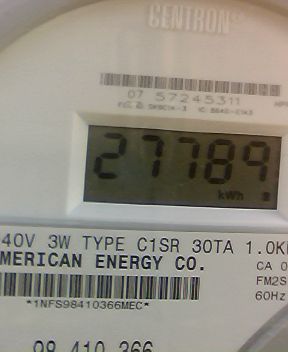 CENTRON®
07 57245311
27789
kWh
40V 3W TYPE C1SR 30TA 1.0K
MERICAN ENERGY CO.
CA 0
FM2S
60Hz
*1NFS98410366MEC*
98 410 366